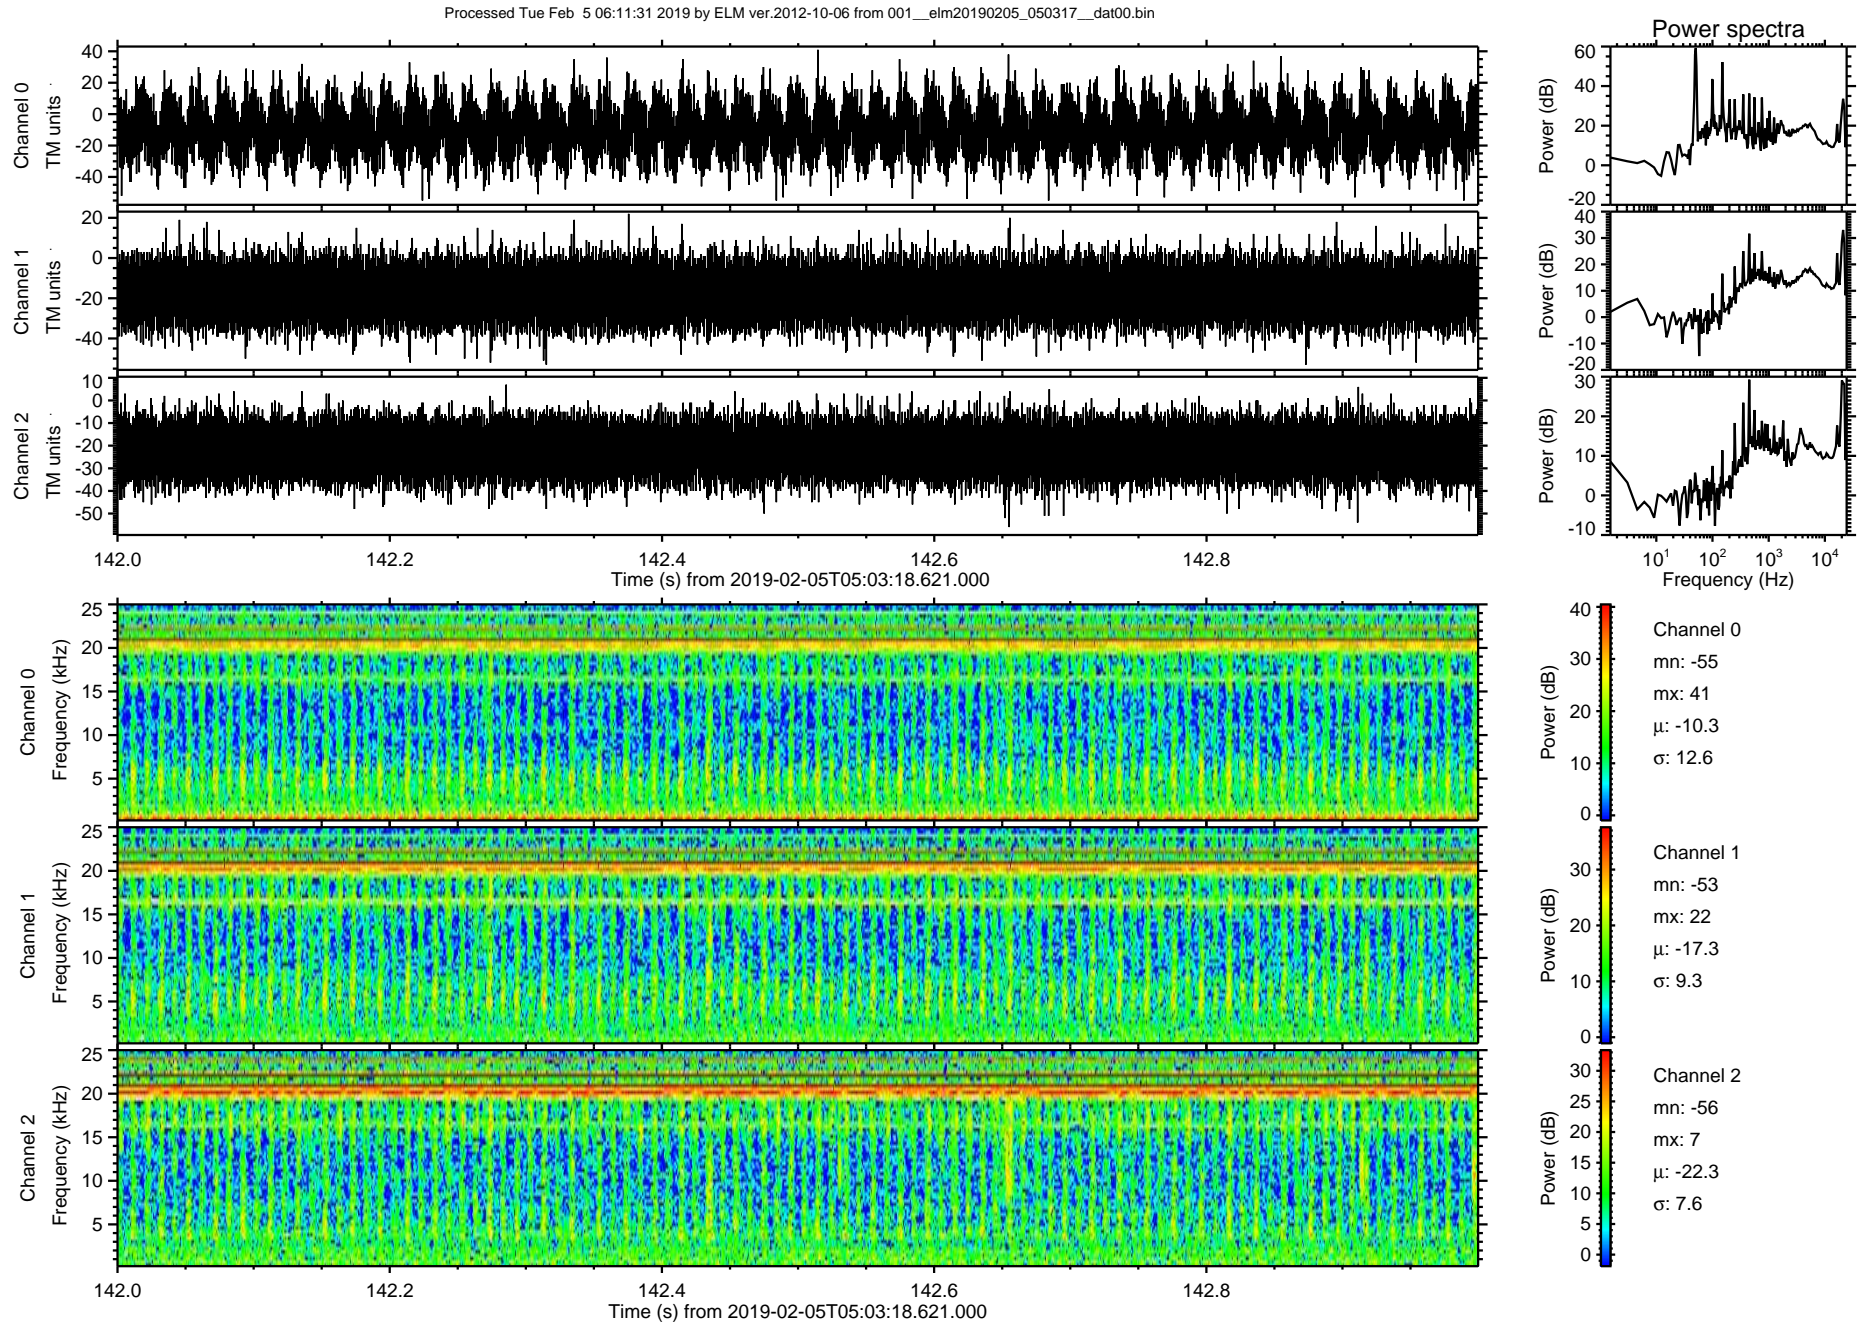 Processed Tue Feb  5 06:11:31 2019 by ELM ver.2012-10-06 from 001__elm20190205_050317__dat00.bin
Power spectra
Channel 0
TM units
40
20
0
-20
-40
Power (dB)
60
40
20
0
-20
Channel 1
TM units
20
0
-20
-40
Power (dB)
40
30
20
10
0
-10
-20
Channel 2
TM units
10
0
-10
-20
-30
-40
-50
Power (dB)
30
20
10
0
-10
142.0 142.2 142.4 142.6 142.8
Time (s) from 2019-02-05T05:03:18.621.000
10¹ 10² 10³ 10⁴
Frequency (Hz)
Channel 0
Frequency (kHz)
25
20
15
10
5
Power (dB)
40
30
20
10
0
Channel 0
mn: -55
mx: 41
μ: -10.3
σ: 12.6
Channel 1
Frequency (kHz)
25
20
15
10
5
Power (dB)
30
20
10
0
Channel 1
mn: -53
mx: 22
μ: -17.3
σ: 9.3
Channel 2
Frequency (kHz)
25
20
15
10
5
Power (dB)
30
25
20
15
10
5
0
Channel 2
mn: -56
mx: 7
μ: -22.3
σ: 7.6
142.0 142.2 142.4 142.6 142.8
Time (s) from 2019-02-05T05:03:18.621.000